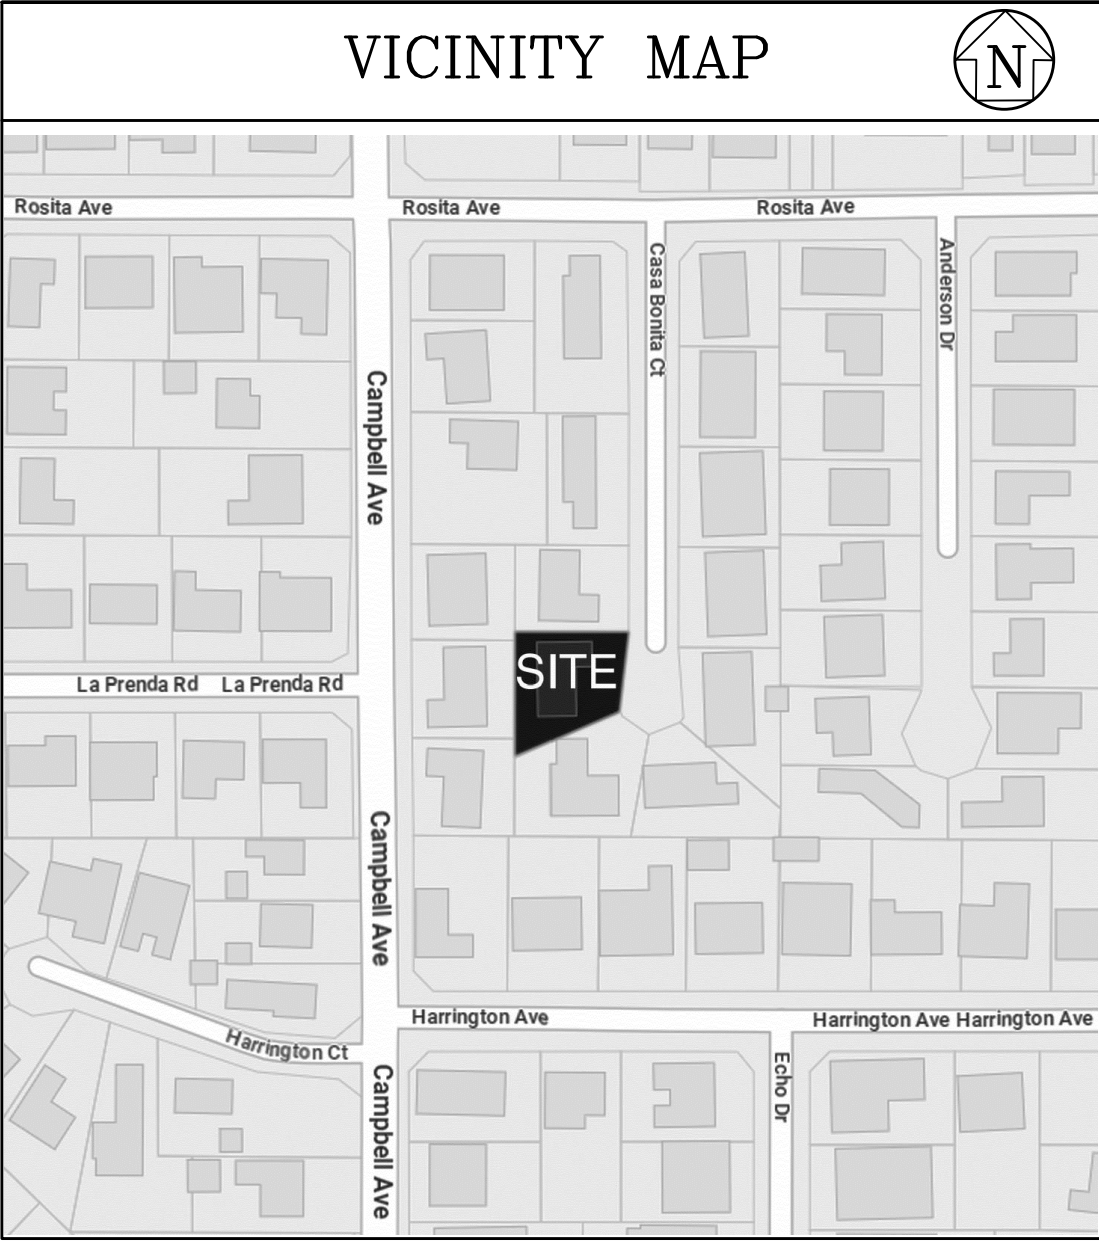 VICINITY MAP
N
Rosita Ave
Rosita Ave
Rosita Ave
Casa Bonita Ct
Anderson Dr
Campbell Ave
SITE
La Prenda Rd
La Prenda Rd
Campbell Ave
Harrington Ave
Harrington Ave
Harrington Ave
Harrington Ct
Echo Dr
Campbell Ave